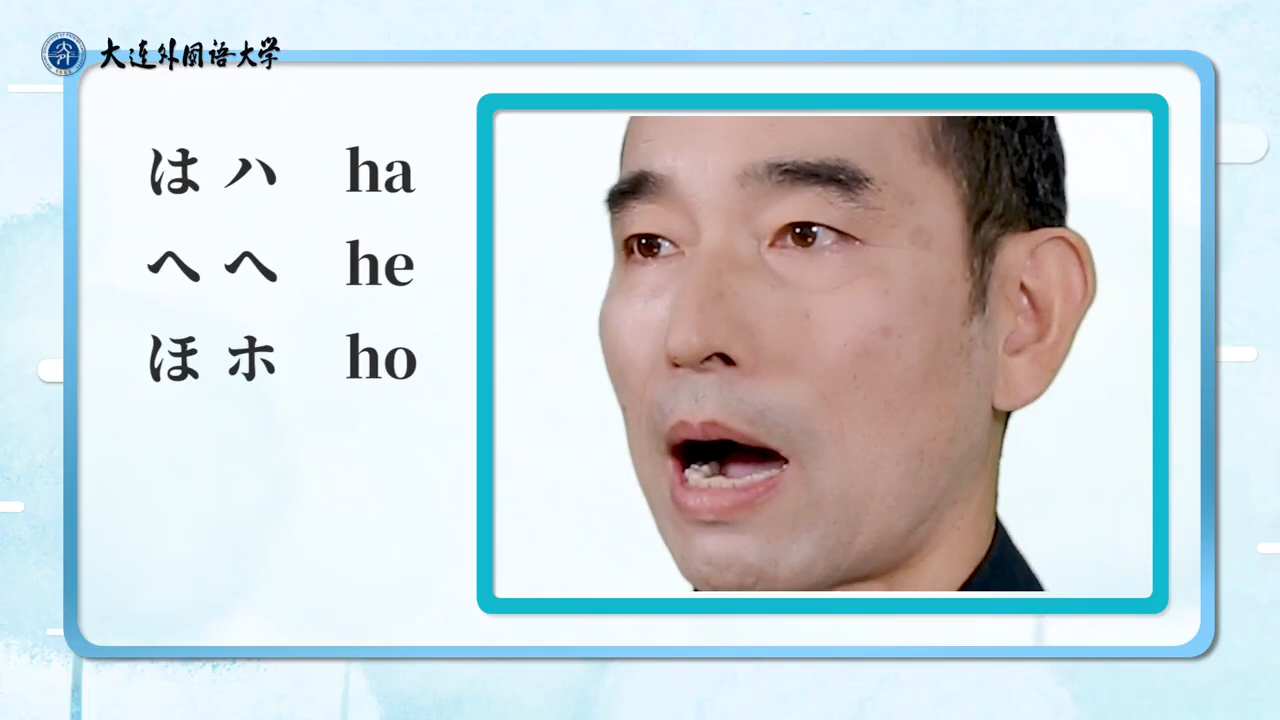 大连外国语大学
は ハ ha
へ ヘ he
ほ ホ ho